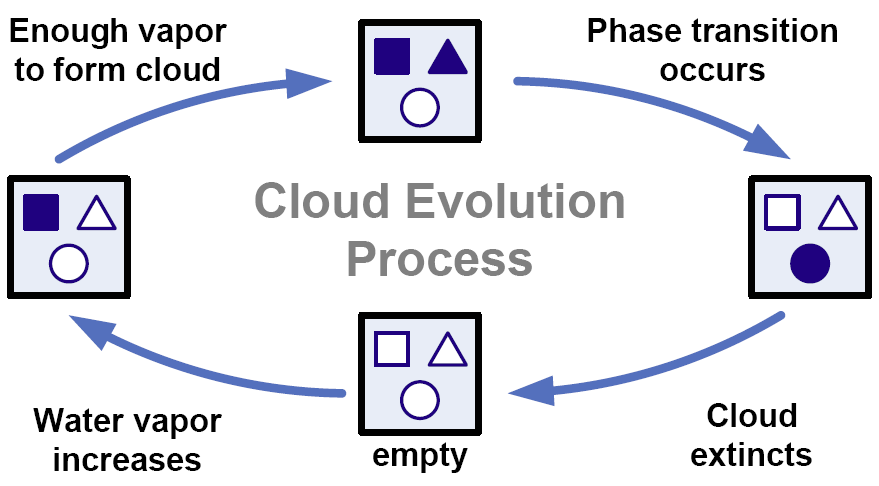 Enough vapor
to form cloud
Phase transition
occurs
Cloud Evolution
Process
Water vapor
increases
empty
Cloud
extincts